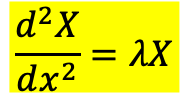 d²X/dx² = λX